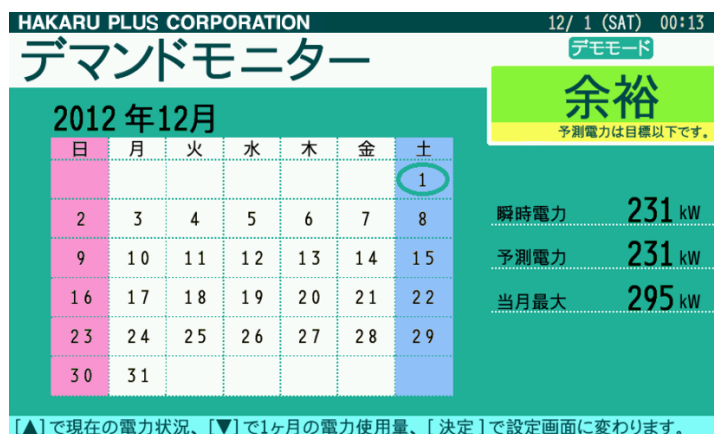 HAKARU PLUS CORPORATION 12/ 1 (SAT) 00:13
デマンドモニター
デモモード
余裕
予測電力は目標以下です。
2012 年12月
日 月 火 水 木 金 土
1
2 3 4 5 6 7 8
9 10 11 12 13 14 15
16 17 18 19 20 21 22
23 24 25 26 27 28 29
30 31
瞬時電力 231 kW
予測電力 231 kW
当月最大 295 kW
[▲]で現在の電力状況、[▼]で1ヶ月の電力使用量、[ 決定 ]で設定画面に変わります。